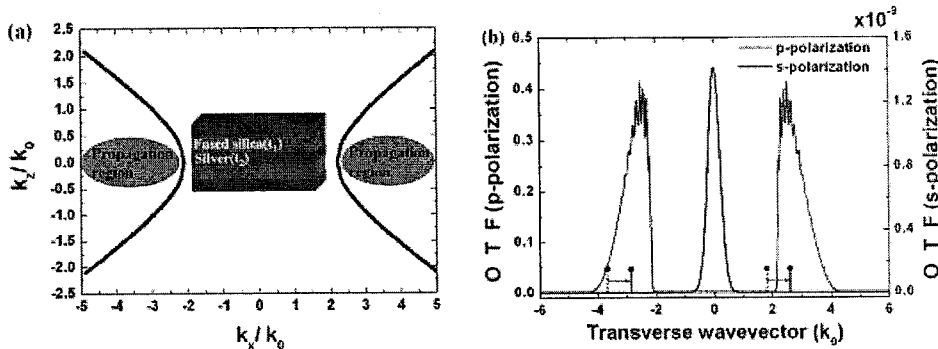 (a)
2.5
2.0
1.5
1.0
0.5
0.0
-0.5
-1.0
-1.5
-2.0
-2.5
k_z/k_0
Propagation
region
Fused silica(t_1)
Silver(t_2)
Propagation
region
-5 -4 -3 -2 -1 0 1 2 3 4 5
k_x/k_0
(b)
0.5
0.4
0.3
0.2
0.1
0.0
O T F (p-polarization)
p-polarization
s-polarization
x10^-9
1.6
1.2
0.8
0.4
0.0
O T F (s-polarization)
-6 -4 -2 0 2 4 6
Transverse wavevector (k_0)